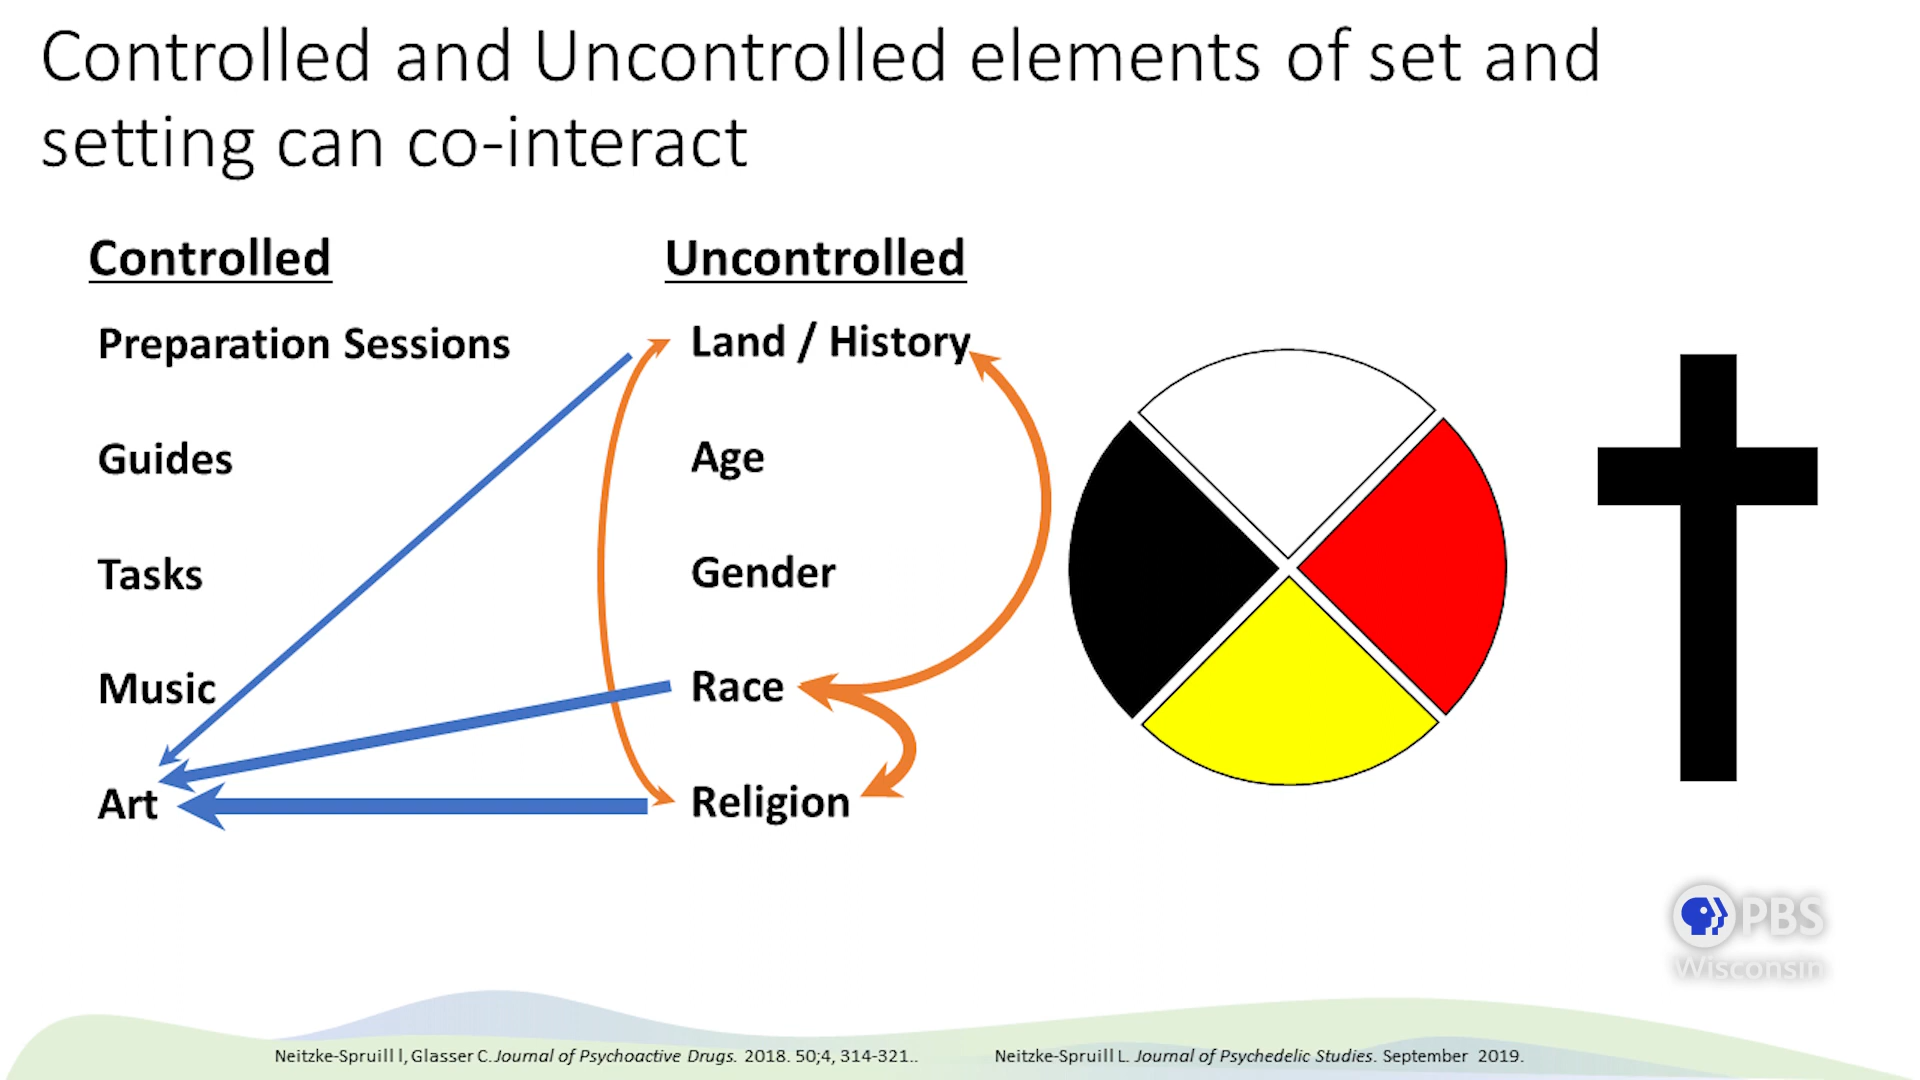 Controlled and Uncontrolled elements of set and
setting can co-interact
Controlled
Uncontrolled
Preparation Sessions
Land / History
Guides
Age
Tasks
Gender
Music
Race
Art
Religion
PBS
Wisconsin
Neitzke-Spruill l, Glasser C. Journal of Psychoactive Drugs. 2018. 50;4, 314-321..
Neitzke-Spruill L. Journal of Psychedelic Studies. September 2019.